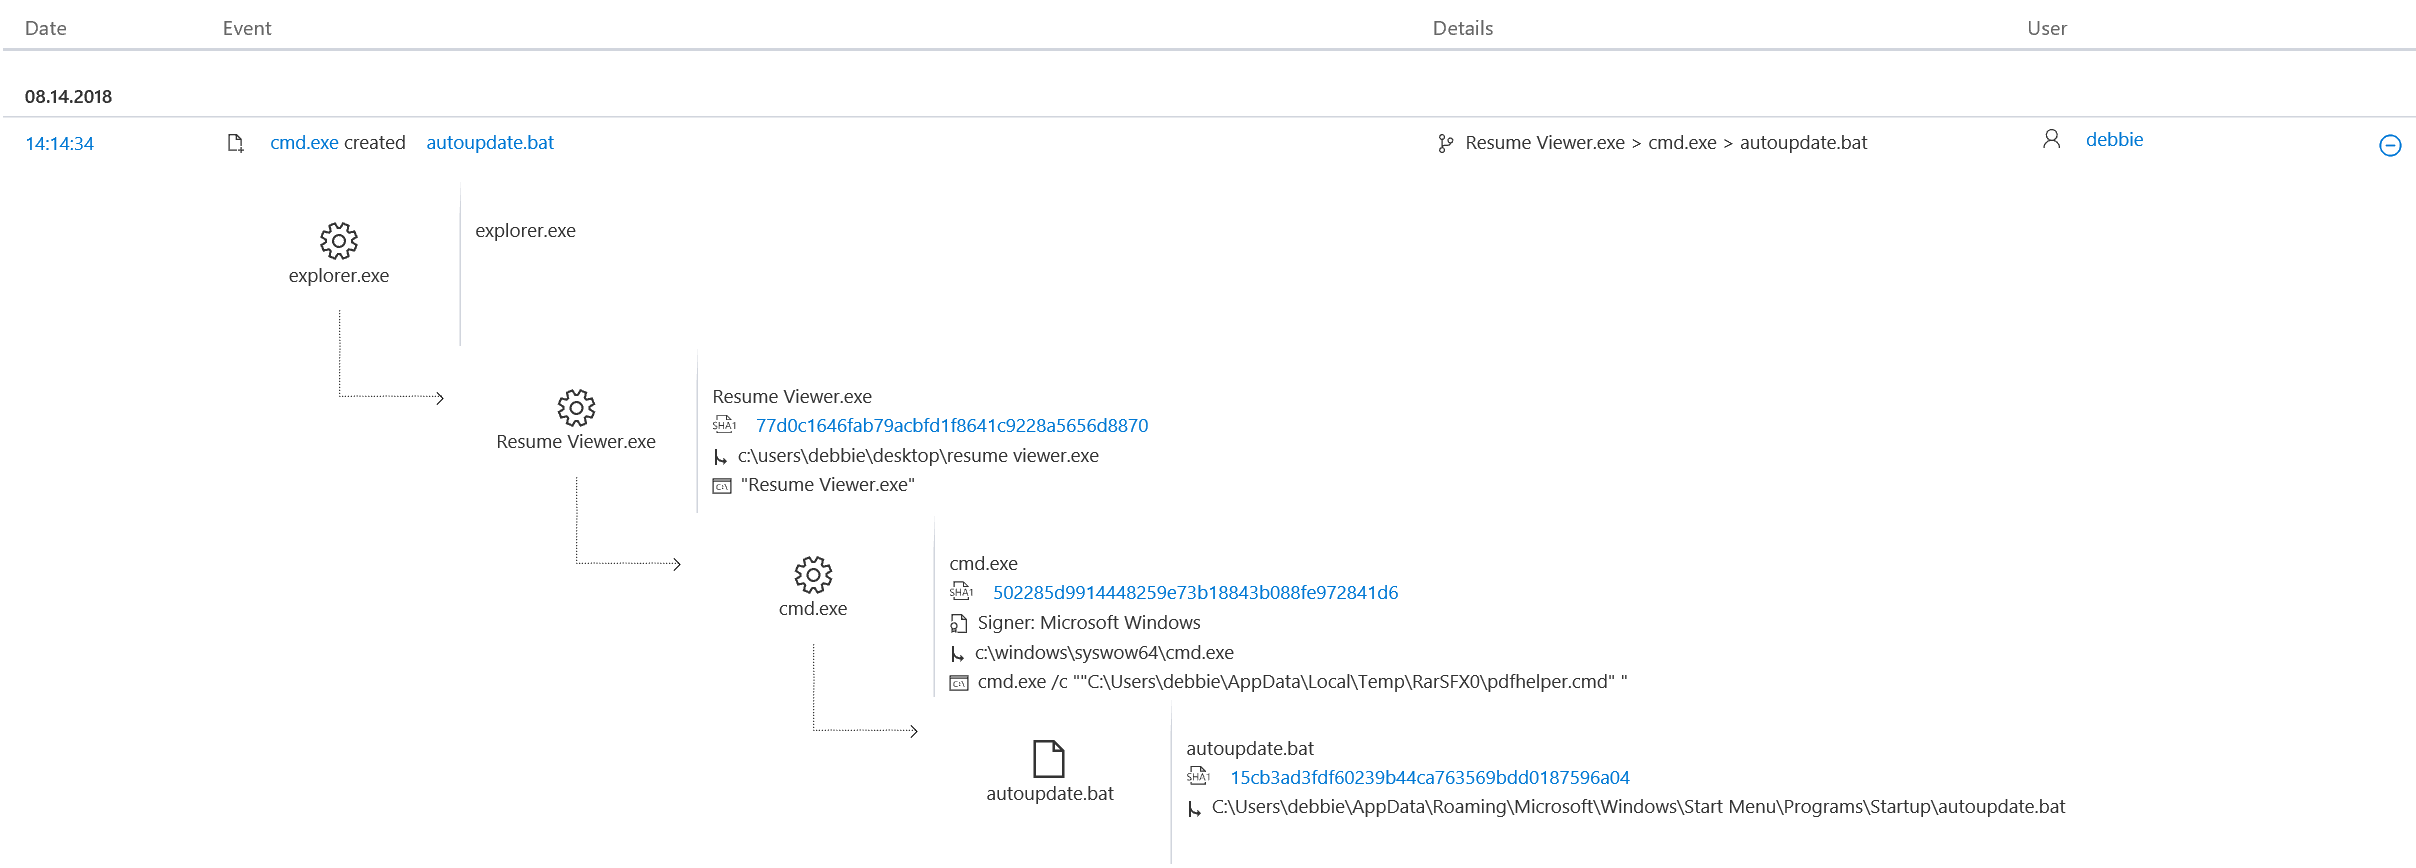 Date Event Details User
08.14.2018
14:14:34 cmd.exe created autoupdate.bat Resume Viewer.exe > cmd.exe > autoupdate.bat debbie
explorer.exe
explorer.exe
Resume Viewer.exe
SHA1 77d0c1646fab79acbfd1f8641c9228a5656d8870
Resume Viewer.exe
c:\users\debbie\desktop\resume viewer.exe
C:\ "Resume Viewer.exe"
cmd.exe
SHA1 502285d9914448259e73b18843b088fe972841d6
cmd.exe
Signer: Microsoft Windows
c:\windows\syswow64\cmd.exe
C:\ cmd.exe /c ""C:\Users\debbie\AppData\Local\Temp\RarSFX0\pdfhelper.cmd" "
autoupdate.bat
SHA1 15cb3ad3fdf60239b44ca763569bdd0187596a04
autoupdate.bat
C:\Users\debbie\AppData\Roaming\Microsoft\Windows\Start Menu\Programs\Startup\autoupdate.bat